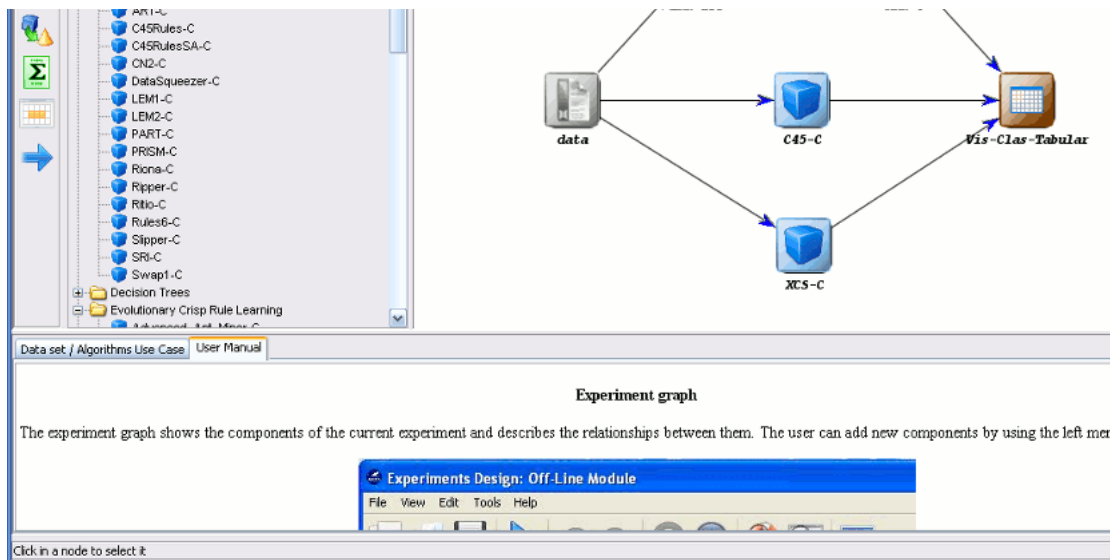 ART-C
C45Rules-C
C45RulesSA-C
CN2-C
DataSqueezer-C
LEM1-C
LEM2-C
PART-C
PRISM-C
Riona-C
Ripper-C
Ritio-C
Rules6-C
Slipper-C
SRI-C
Swap1-C
Decision Trees
Evolutionary Crisp Rule Learning
data
C45-C
Vis-Clas-Tabular
XCS-C
Data set / Algorithms Use Case
User Manual
Experiment graph
The experiment graph shows the components of the current experiment and describes the relationships between them. The user can add new components by using the left
Experiments Design: Off-Line Module
File View Edit Tools Help
Click in a node to select it